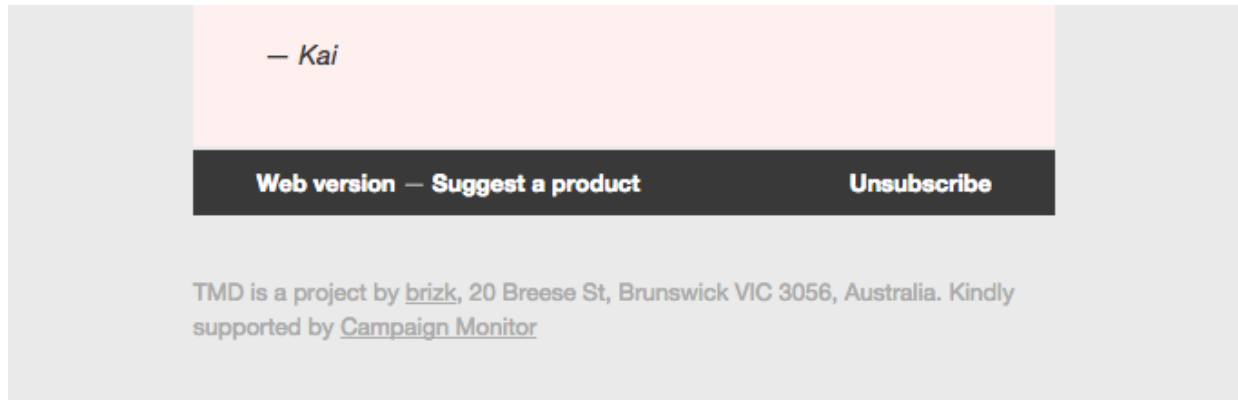 — Kai
Web version — Suggest a product Unsubscribe
TMD is a project by brizk, 20 Breese St, Brunswick VIC 3056, Australia. Kindly
supported by Campaign Monitor